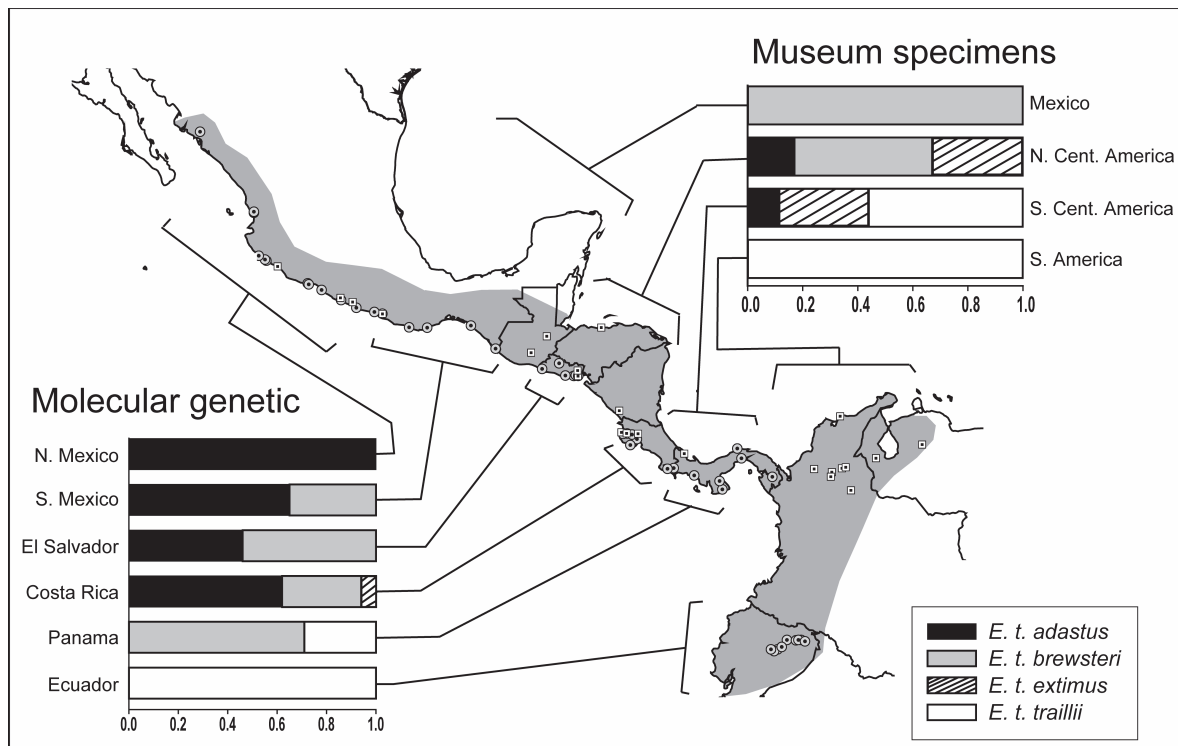 Museum specimens
Mexico
N. Cent. America
S. Cent. America
S. America
0.0 0.2 0.4 0.6 0.8 1.0
Molecular genetic
N. Mexico
S. Mexico
El Salvador
Costa Rica
Panama
Ecuador
0.0 0.2 0.4 0.6 0.8 1.0
E. t. adastus
E. t. brewsteri
E. t. extimus
E. t. traillii